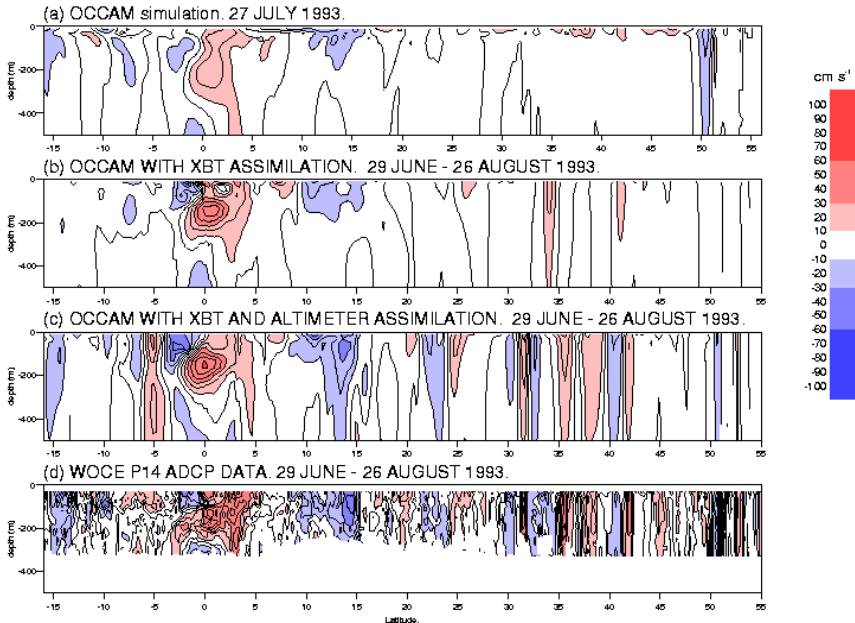 (a) OCCAM simulation. 27 JULY 1993.
0
-200
-400
depth (m)
-15 -10 -5 0 5 10 15 20 25 30 35 40 45 50 55
(b) OCCAM WITH XBT ASSIMILATION. 29 JUNE - 26 AUGUST 1993.
0
-200
-400
depth (m)
-15 -10 -5 0 5 10 15 20 25 30 35 40 45 50 55
(c) OCCAM WITH XBT AND ALTIMETER ASSIMILATION. 29 JUNE - 26 AUGUST 1993.
0
-200
-400
depth (m)
-15 -10 -5 0 5 10 15 20 25 30 35 40 45 50 55
(d) WOCE P14 ADCP DATA. 29 JUNE - 26 AUGUST 1993.
0
-200
-400
depth (m)
-15 -10 -5 0 5 10 15 20 25 30 35 40 45 50 55
Latitude.
cm s⁻¹
100
90
80
70
60
50
40
30
20
10
0
-10
-20
-30
-40
-50
-60
-70
-80
-90
-100